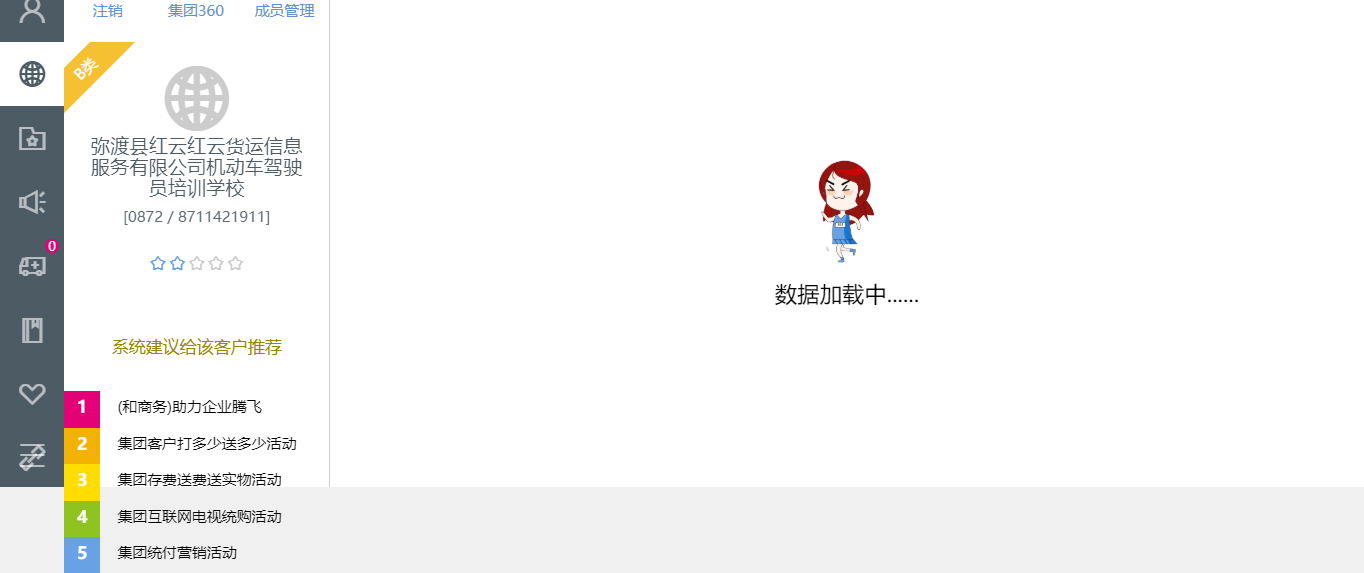 注销
集团360
成员管理
B类
弥渡县红云红云货运信息
服务有限公司机动车驾驶
员培训学校
[0872 / 8711421911]
0
系统建议给该客户推荐
1
(和商务)助力企业腾飞
2
集团客户打多少送多少活动
3
集团存费送费送实物活动
4
集团互联网电视统购活动
5
集团统付营销活动
数据加载中......